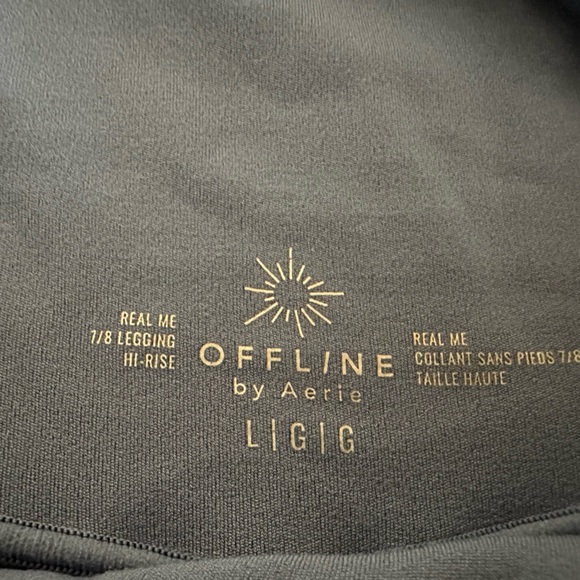 REAL ME
7/8 LEGGING
HI-RISE
OFFLINE
by Aerie
L|G|G
REAL ME
COLLANT SANS PIEDS 7/8
TAILLE HAUTE